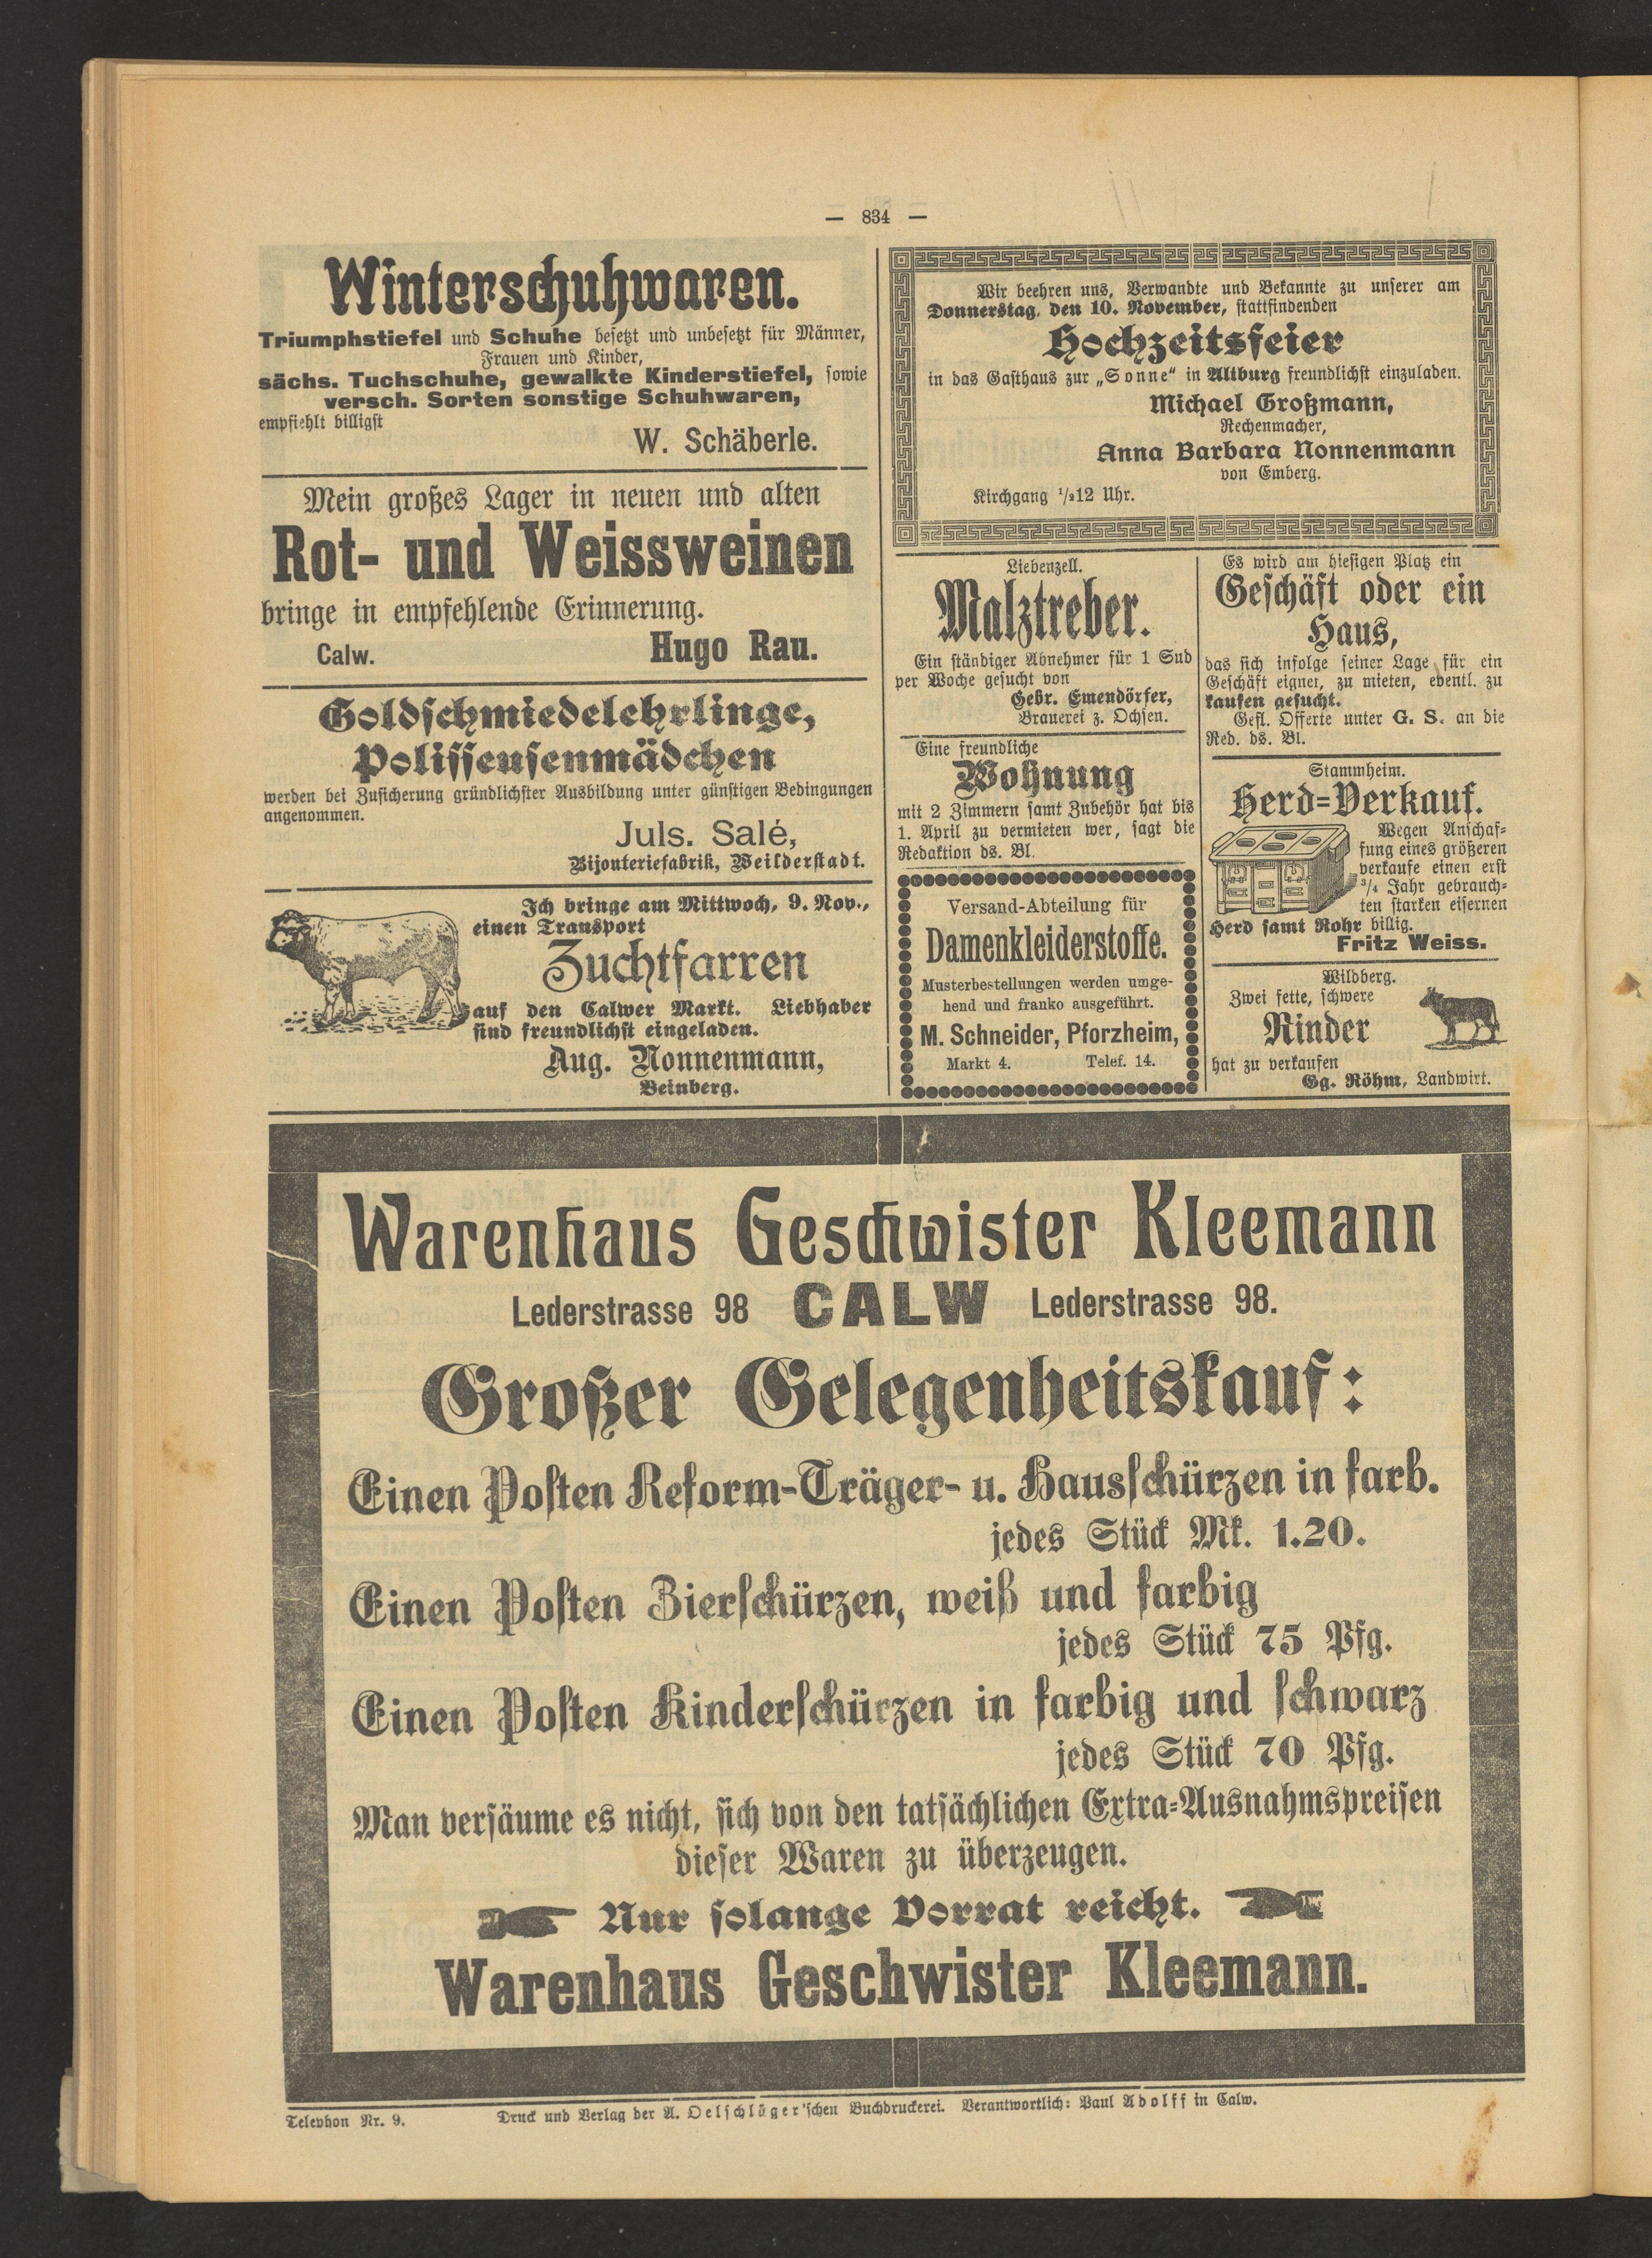 — 834 —
Winterschuhwaren.
Triumphstiefel und Schuhe besetzt und unbesetzt für Männer,
Frauen und Kinder,
sächs. Tuchschuhe, gewalkte Kinderstiefel, sowie
versch. Sorten sonstige Schuhwaren,
empfiehlt billigst
W. Schäberle.
Mein großes Lager in neuen und alten
Rot- und Weissweinen
bringe in empfehlende Erinnerung.
Calw. Hugo Rau.
Goldschmiedelehrlinge,
Polisseusenmädchen
werden bei Zusicherung gründlichster Ausbildung unter günstigen Bedingungen
angenommen.
Juls. Salé,
Bijouteriefabrik, Weilderstadt.
Ich bringe am Mittwoch, 9. Nov.,
einen Transport
Zuchtfarren
auf den Calwer Markt. Liebhaber
sind freundlichst eingeladen.
Aug. Nonnenmann,
Beinberg.
Wir beehren uns, Verwandte und Bekannte zu unserer am
Donnerstag, den 10. November, stattfindenden
Hochzeitsfeier
in das Gasthaus zur „Sonne“ in Altburg freundlichst einzuladen.
Michael Großmann,
Rechenmacher,
Anna Barbara Nonnenmann
von Emberg.
Kirchgang 1/212 Uhr.
Liebenzell.
Malztreber.
Ein ständiger Abnehmer für 1 Sud
per Woche gesucht von
Gebr. Emendörfer,
Brauerei z. Ochsen.
Eine freundliche
Wohnung
mit 2 Zimmern samt Zubehör hat bis
1. April zu vermieten wer, sagt die
Redaktion ds. Bl.
Versand-Abteilung für
Damenkleiderstoffe.
Musterbestellungen werden umge-
hend und franko ausgeführt.
M. Schneider, Pforzheim,
Markt 4. Telef. 14.
Es wird am hiesigen Platz ein
Geschäft oder ein
Haus,
das sich infolge seiner Lage für ein
Geschäft eignet, zu mieten, eventl. zu
kaufen gesucht.
Gefl. Offerte unter G. S. an die
Red. ds. Bl.
Stammheim.
Herd-Verkauf.
Wegen Anschaf-
fung eines größeren
verkaufe einen erst
3/4 Jahr gebrauch-
ten starken eisernen
Herd samt Rohr billig.
Fritz Weiss.
Wildberg.
Zwei fette, schwere
Rinder
hat zu verkaufen
Gg. Röhm, Landwirt.
Warenhaus Geschwister Kleemann
Lederstrasse 98 CALW Lederstrasse 98.
Großer Gelegenheitskauf:
Einen Posten Reform-Träger- u. Hausschürzen in farb.
jedes Stück Mk. 1.20.
Einen Posten Zierschürzen, weiß und farbig
jedes Stück 75 Pfg.
Einen Posten Kinderschürzen in farbig und schwarz
jedes Stück 70 Pfg.
Man versäume es nicht, sich von den tatsächlichen Extra-Ausnahmspreisen
dieser Waren zu überzeugen.
Nur solange Vorrat reicht.
Warenhaus Geschwister Kleemann.
Telephon Nr. 9. Druck und Verlag der A. Oelschläger'schen Buchdruckerei. Verantwortlich: Paul Adolff in Calw.